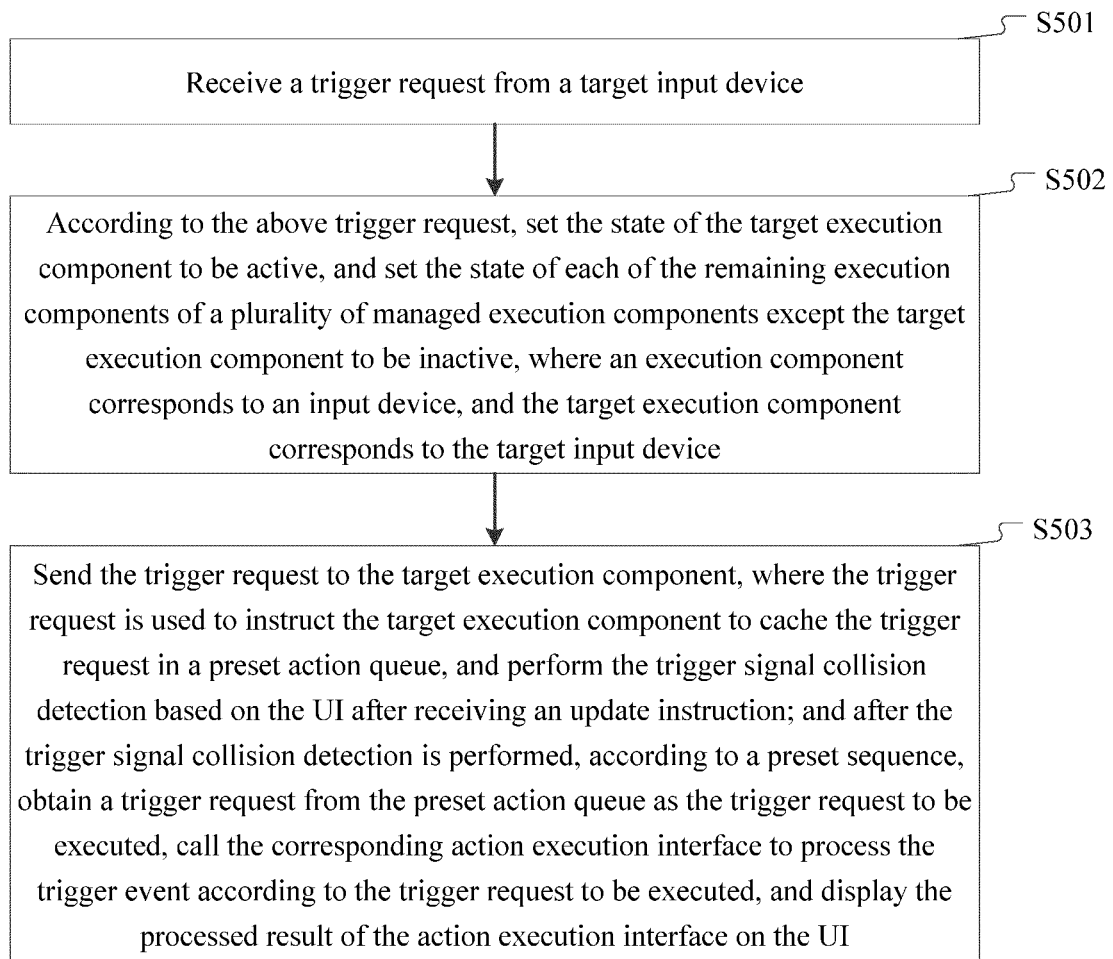 S501
Receive a trigger request from a target input device
S502
According to the above trigger request, set the state of the target execution
component to be active, and set the state of each of the remaining execution
components of a plurality of managed execution components except the target
execution component to be inactive, where an execution component
corresponds to an input device, and the target execution component
corresponds to the target input device
S503
Send the trigger request to the target execution component, where the trigger
request is used to instruct the target execution component to cache the trigger
request in a preset action queue, and perform the trigger signal collision
detection based on the UI after receiving an update instruction; and after the
trigger signal collision detection is performed, according to a preset sequence,
obtain a trigger request from the preset action queue as the trigger request to be
executed, call the corresponding action execution interface to process the
trigger event according to the trigger request to be executed, and display the
processed result of the action execution interface on the UI